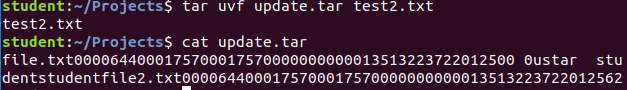 student:~/Projects$ tar uvf update.tar test2.txt
test2.txt
student:~/Projects$ cat update.tar
file.txt0000644000175700017570000000000013513223722012500 0ustar  stu
dentstudentfile2.txt0000644000175700017570000000000013513223722012562